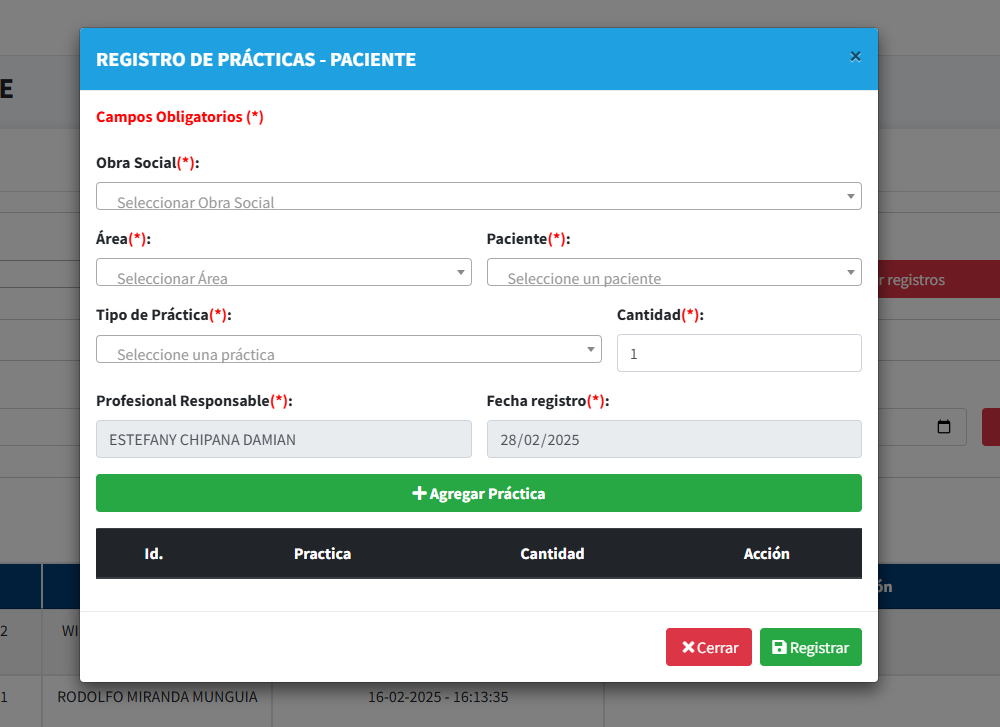 REGISTRO DE PRÁCTICAS - PACIENTE ×
E
Campos Obligatorios (*)
Obra Social(*):
Seleccionar Obra Social
Área(*): Paciente(*):
Seleccionar Área Seleccione un paciente
r registros
Tipo de Práctica(*): Cantidad(*):
Seleccione una práctica 1
Profesional Responsable(*): Fecha registro(*):
ESTEFANY CHIPANA DAMIAN 28/02/2025
Agregar Práctica
Id. Practica Cantidad Acción
ón
2 WI
Cerrar Registrar
1 RODOLFO MIRANDA MUNGUIA 16-02-2025 - 16:13:35